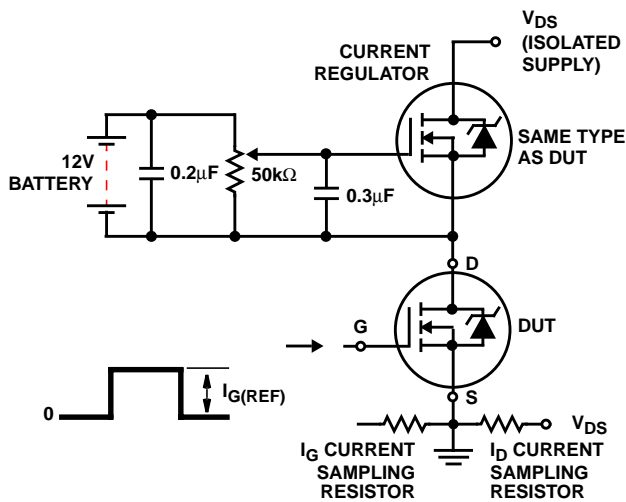 V_DS
(ISOLATED
SUPPLY)
CURRENT
REGULATOR
SAME TYPE
AS DUT
12V
BATTERY
0.2μF
50kΩ
0.3μF
D
G
DUT
I_G(REF)
0
S
V_DS
I_G CURRENT
SAMPLING
RESISTOR
I_D CURRENT
SAMPLING
RESISTOR